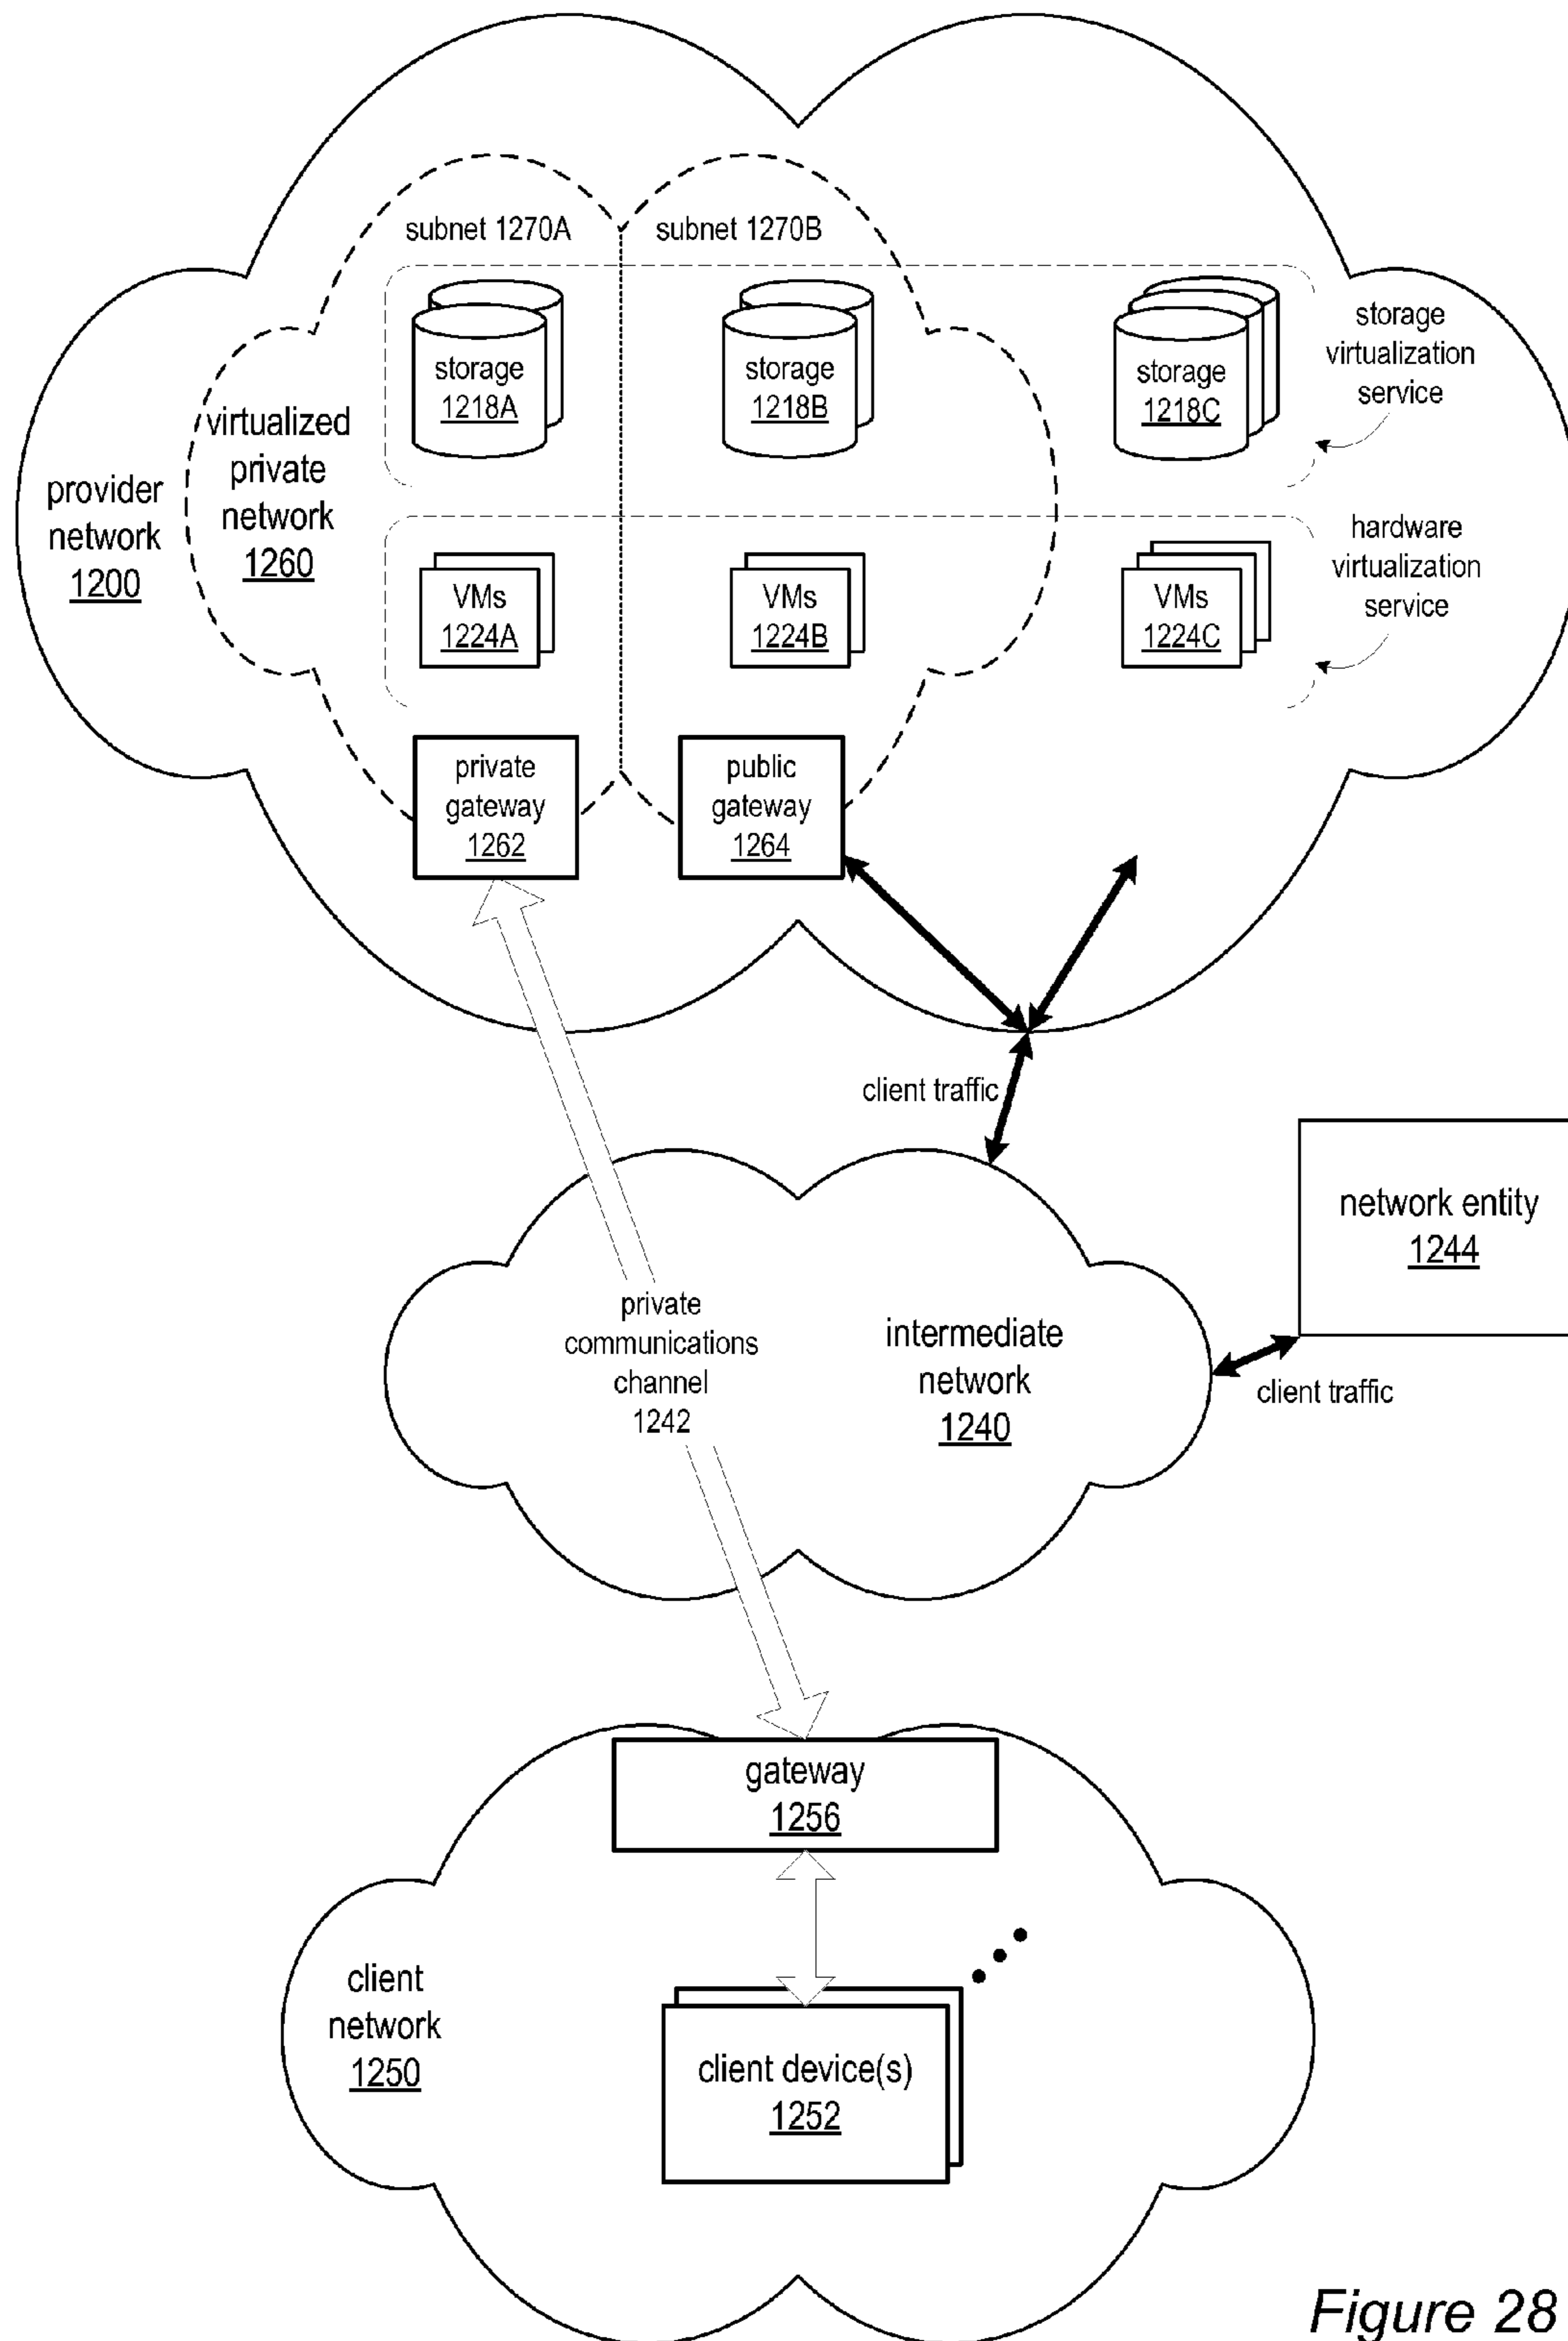 subnet 1270A
subnet 1270B
storage
1218A
storage
1218B
storage
1218C
storage
virtualization
service
provider
network
1200
virtualized
private
network
1260
VMs
1224A
VMs
1224B
VMs
1224C
hardware
virtualization
service
private
gateway
1262
public
gateway
1264
client traffic
network entity
1244
private
communications
channel
1242
intermediate
network
1240
client traffic
gateway
1256
client
network
1250
client device(s)
1252
Figure 28